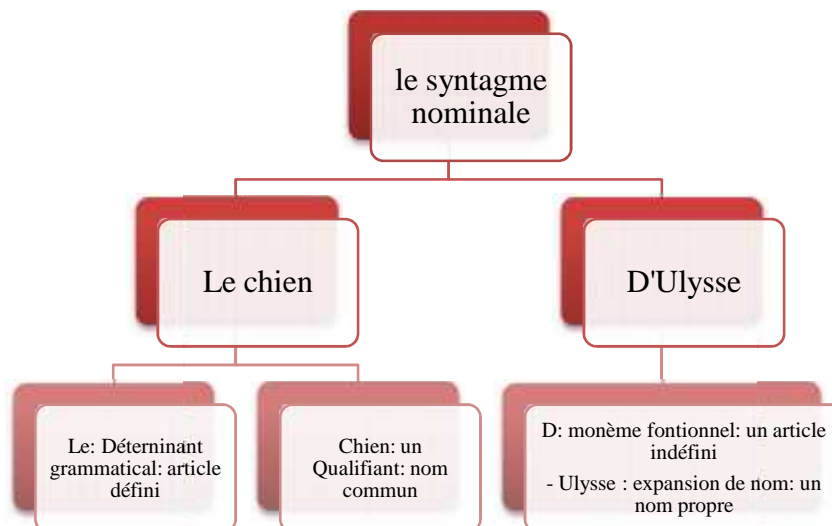 le syntagme
nominale
Le chien
D'Ulysse
Le: Déterninant
grammatical: article
défini
Chien: un
Qualifiant: nom
commun
D: monème fontionnel: un article
indéfini
- Ulysse : expansion de nom: un
nom propre